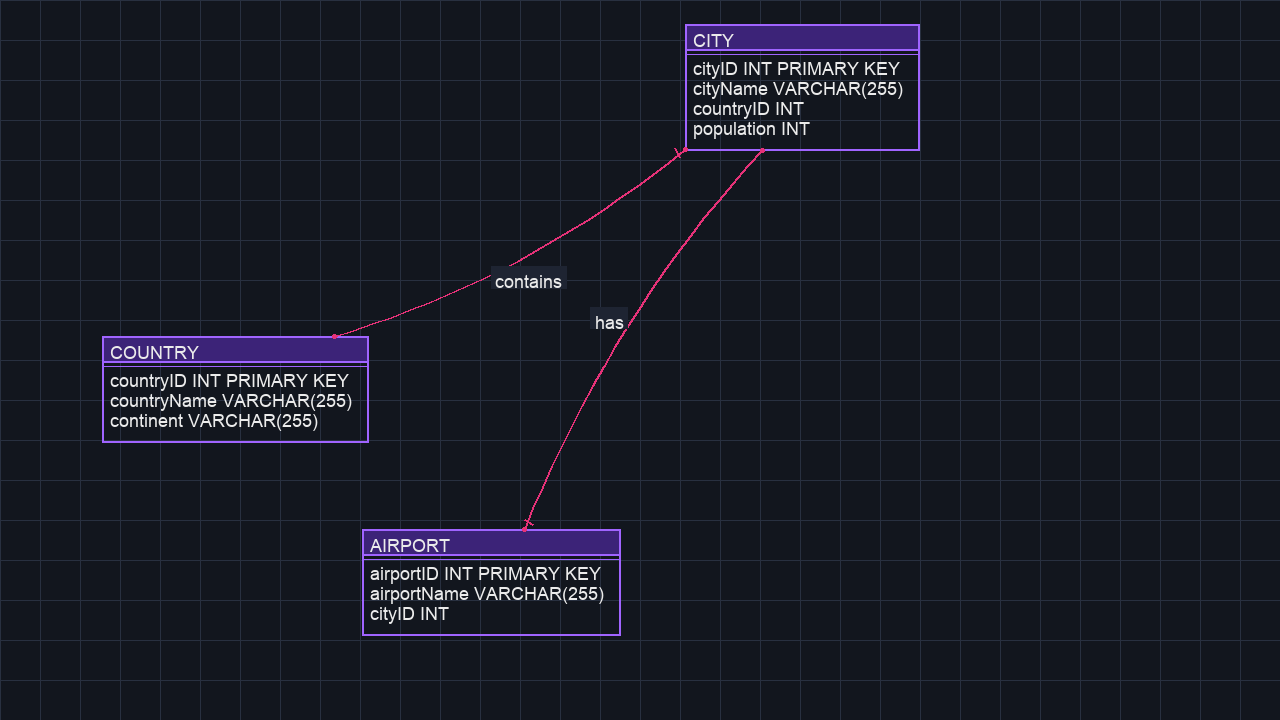 CITY
cityID INT PRIMARY KEY
cityName VARCHAR(255)
countryID INT
population INT
contains
has
COUNTRY
countryID INT PRIMARY KEY
countryName VARCHAR(255)
continent VARCHAR(255)
AIRPORT
airportID INT PRIMARY KEY
airportName VARCHAR(255)
cityID INT